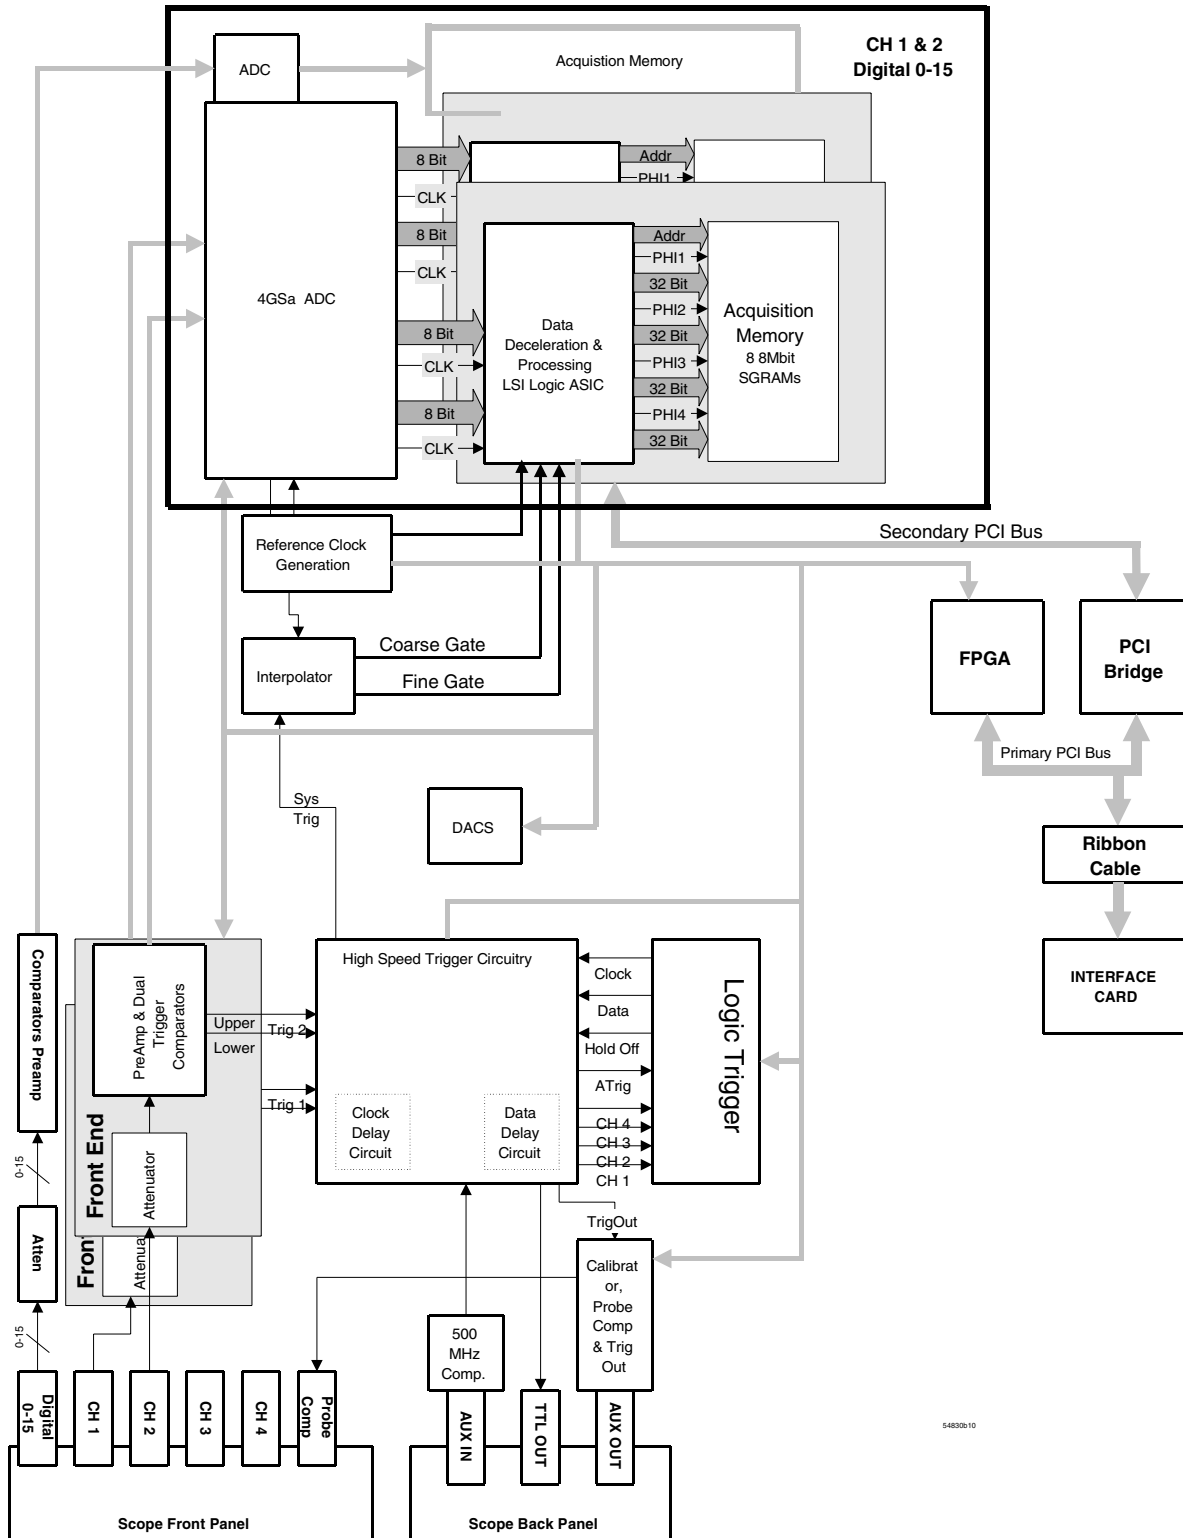 CH 1 & 2
Digital 0-15
ADC
Acquistion Memory
8 Bit
CLK
8 Bit
CLK
8 Bit
CLK
8 Bit
CLK
4GSa ADC
Addr
PHI1
Addr
PHI1
32 Bit
PHI2
32 Bit
PHI3
32 Bit
PHI4
32 Bit
Data
Deceleration &
Processing
LSI Logic ASIC
Acquisition
Memory
8 8Mbit
SGRAMs
Reference Clock
Generation
Secondary PCI Bus
Interpolator
Coarse Gate
Fine Gate
FPGA
PCI
Bridge
Primary PCI Bus
Sys
Trig
DACS
Ribbon
Cable
INTERFACE
CARD
Comparators Preamp
PreAmp & Dual
Trigger
Comparators
Upper
Trig 2
Lower
Trig 1
High Speed Trigger Circuitry
Clock
Delay
Circuit
Data
Delay
Circuit
Clock
Data
Hold Off
ATrig
CH 4
CH 3
CH 2
CH 1
Logic Trigger
Front End
Attenuator
Front
Attenua
0-15
Atten
0-15
TrigOut
Calibrat
or,
Probe
Comp
& Trig
Out
500
MHz
Comp.
Digital
0-15
CH 1
CH 2
CH 3
CH 4
Probe
Comp
AUX IN
TTL OUT
AUX OUT
54830b10
Scope Front Panel
Scope Back Panel